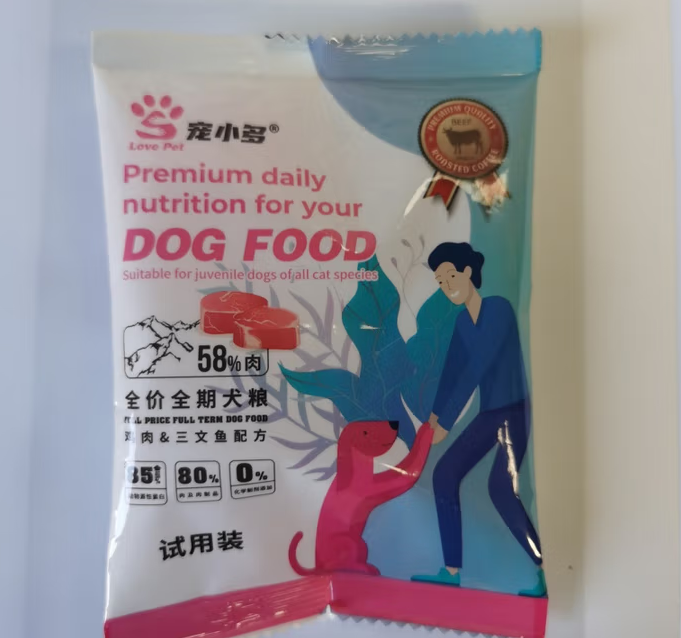 宠小多®
Love Pet
PREMIUM QUALITY
BEEF
ROOSTED COFFEE
Premium daily
nutrition for your
DOG FOOD
Suitable for juvenile dogs of all cat species
58%肉
全价全期犬粮
FULL PRICE FULL TERM DOG FOOD
鸡肉&三文鱼配方
85% 80% 0%
试用装